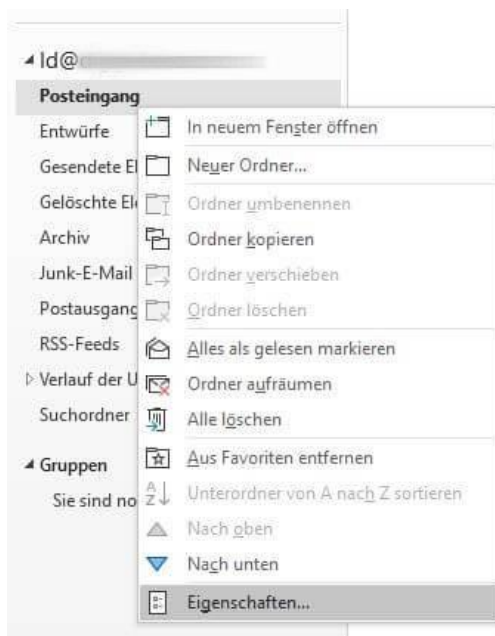 ld@
Posteingang
Entwürfe
Gesendete El
Gelöschte Ele
Archiv
Junk-E-Mail
Postausgang
RSS-Feeds
Verlauf der U
Suchordner
Gruppen
Sie sind no
In neuem Fenster öffnen
Neuer Ordner...
Ordner umbenennen
Ordner kopieren
Ordner verschieben
Ordner löschen
Alles als gelesen markieren
Ordner aufräumen
Alle löschen
Aus Favoriten entfernen
Unterordner von A nach Z sortieren
Nach oben
Nach unten
Eigenschaften...